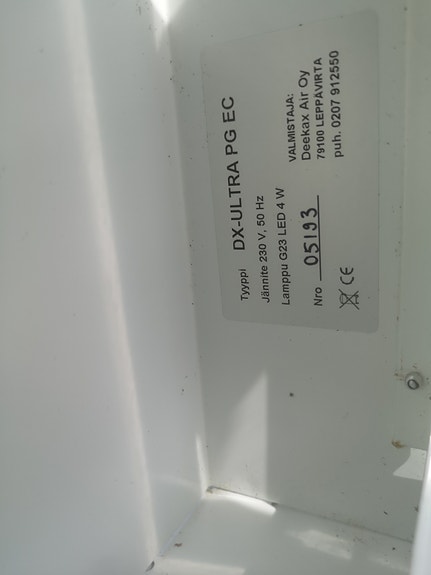 Tyyppi DX-ULTRA PG EC
Jännite 230 V, 50 Hz
Lamppu G23 LED 4 W
Nro 05193
CE
VALMISTAJA:
Deekax Air Oy
79100 LEPPÄVIRTA
puh. 0207 912550